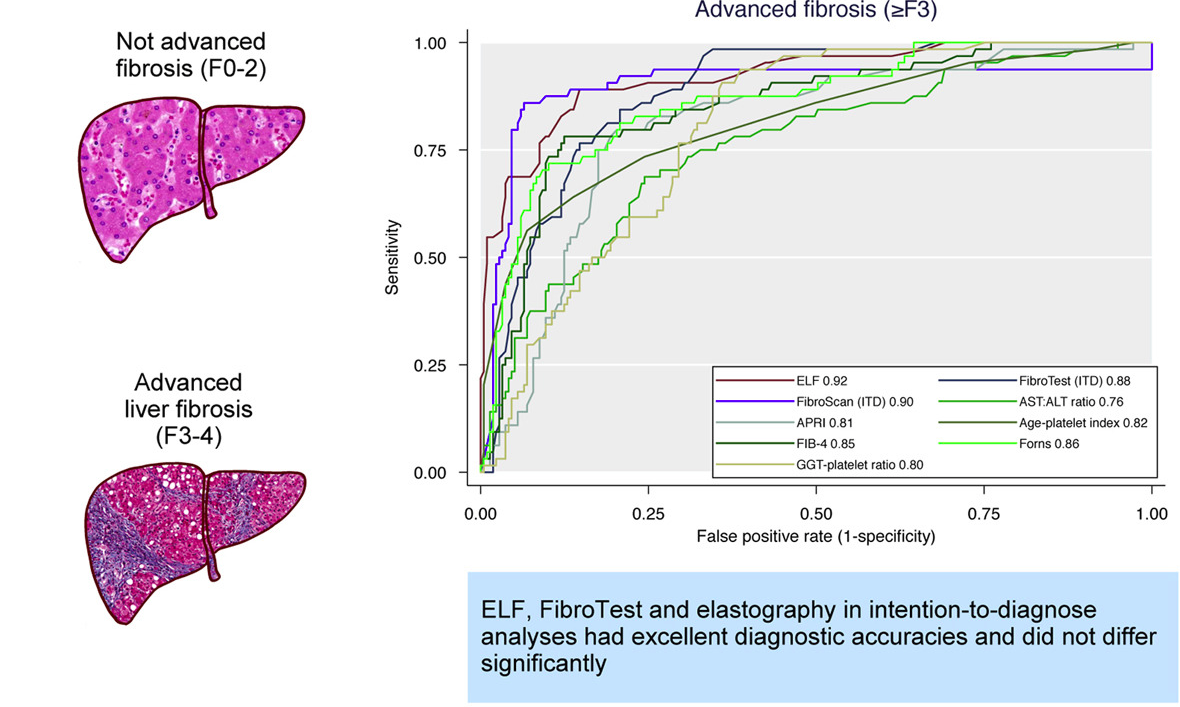 Not advanced
fibrosis (F0-2)
Advanced
liver fibrosis
(F3-4)
Advanced fibrosis (≥F3)
Sensitivity
1.00
0.75
0.50
0.25
0.00
ELF 0.92
FibroScan (ITD) 0.90
APRI 0.81
FIB-4 0.85
GGT-platelet ratio 0.80
FibroTest (ITD) 0.88
AST:ALT ratio 0.76
Age-platelet index 0.82
Forns 0.86
0.00 0.25 0.50 0.75 1.00
False positive rate (1-specificity)
ELF, FibroTest and elastography in intention-to-diagnose
analyses had excellent diagnostic accuracies and did not differ
significantly